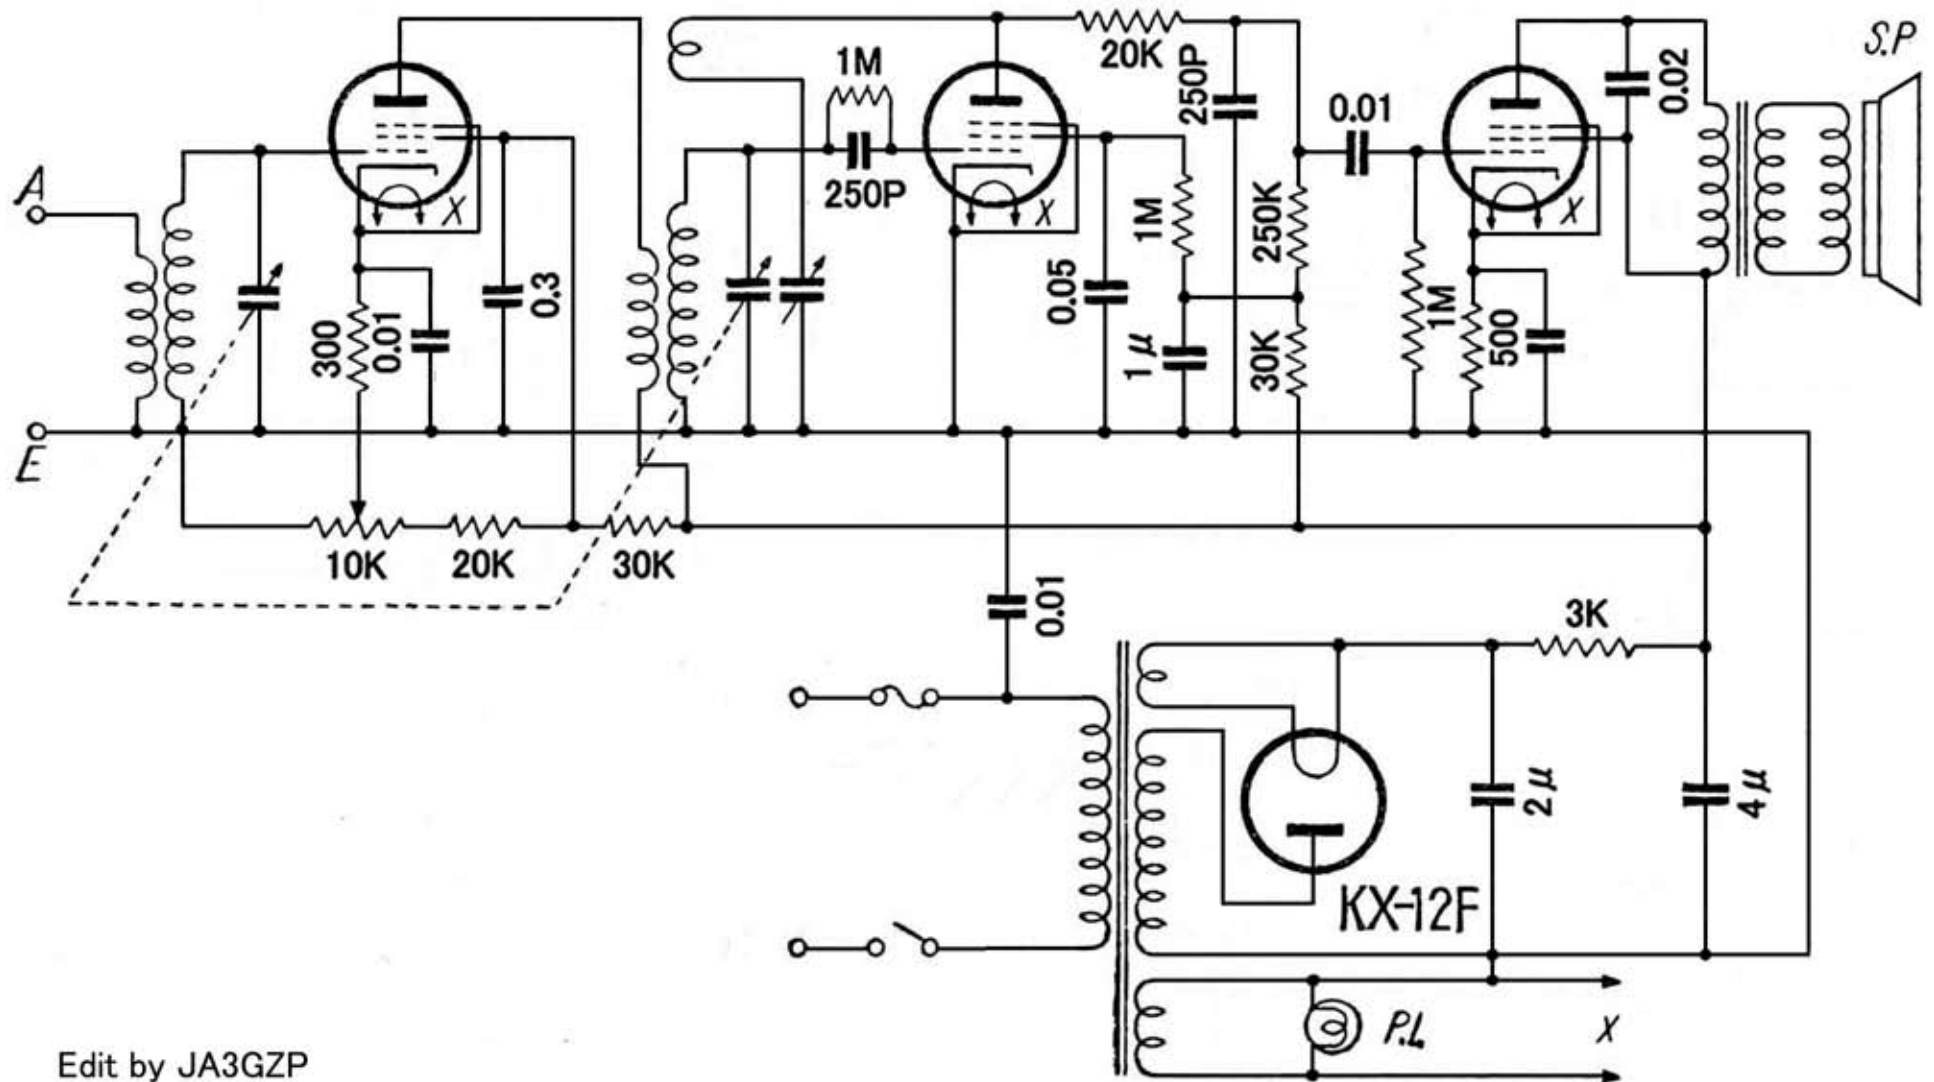 S.P
20K
1M
250P
0.02
0.01
A
X
250P
X
X
1M
250K
0.3
0.05
300
0.01
1μ
30K
1M
500
E
10K
20K
30K
0.01
3K
2μ
4μ
KX-12F
P.L.
X
Edit by JA3GZP